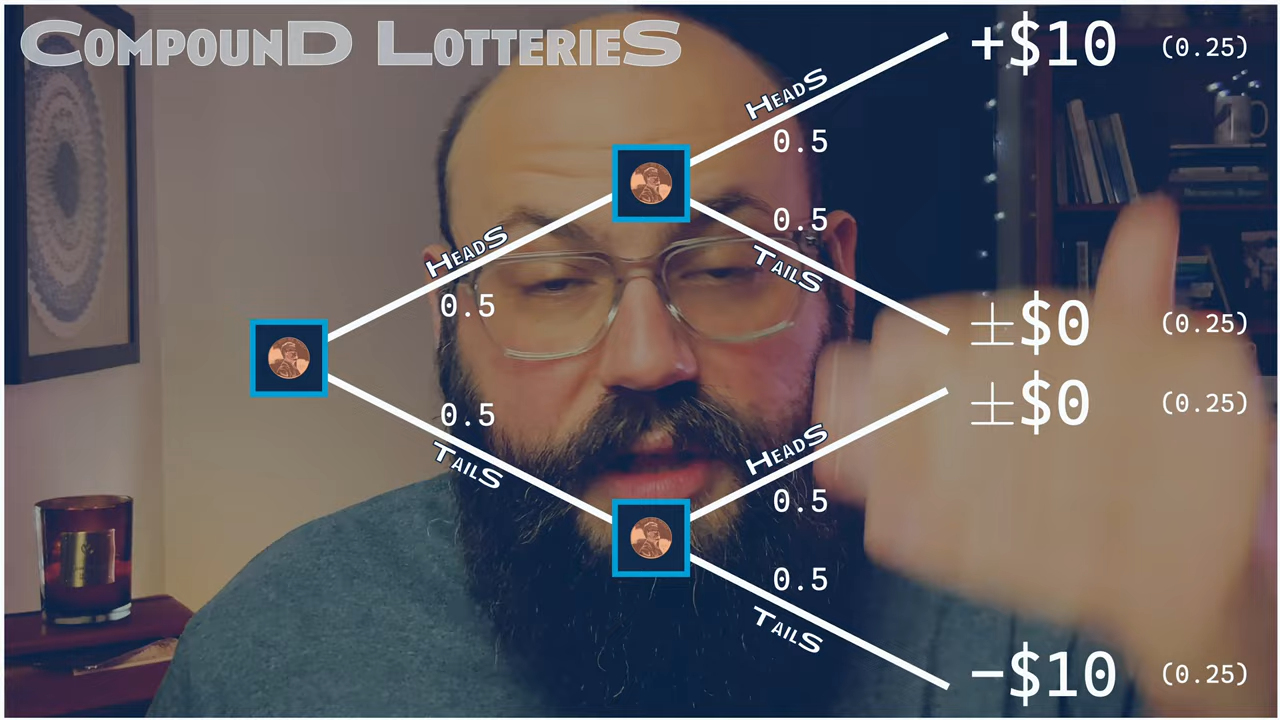 COMPOUND LOTTERIES
+$10 (0.25)
HEADS
0.5
0.5
TAILS
HEADS
0.5
±$0 (0.25)
±$0 (0.25)
0.5
TAILS
HEADS
0.5
0.5
TAILS
−$10 (0.25)